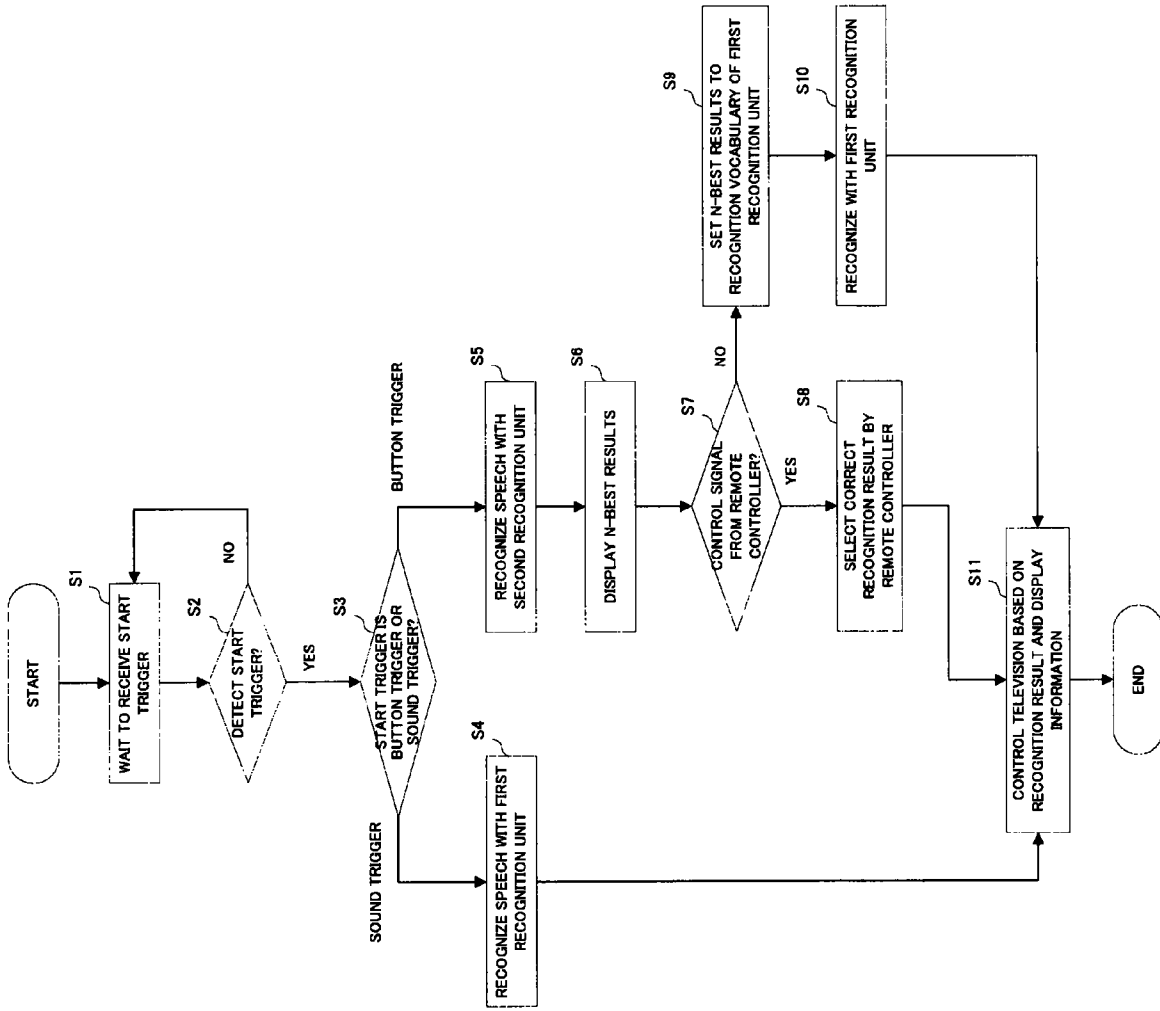 START
S1
WAIT TO RECEIVE START
TRIGGER
S2
DETECT START
TRIGGER?
NO
YES
S3
START TRIGGER IS
BUTTON TRIGGER OR
SOUND TRIGGER?
SOUND TRIGGER
BUTTON TRIGGER
S4
RECOGNIZE SPEECH WITH FIRST
RECOGNITION UNIT
S5
RECOGNIZE SPEECH WITH
SECOND RECOGNITION UNIT
S6
DISPLAY N-BEST RESULTS
S7
CONTROL SIGNAL
FROM REMOTE
CONTROLLER?
NO
YES
S8
SELECT CORRECT
RECOGNITION RESULT BY
REMOTE CONTROLLER
S9
SET N-BEST RESULTS TO
RECOGNITION VOCABULARY OF FIRST
RECOGNITION UNIT
S10
RECOGNIZE WITH FIRST RECOGNITION
UNIT
S11
CONTROL TELEVISION BASED ON
RECOGNITION RESULT AND DISPLAY
INFORMATION
END